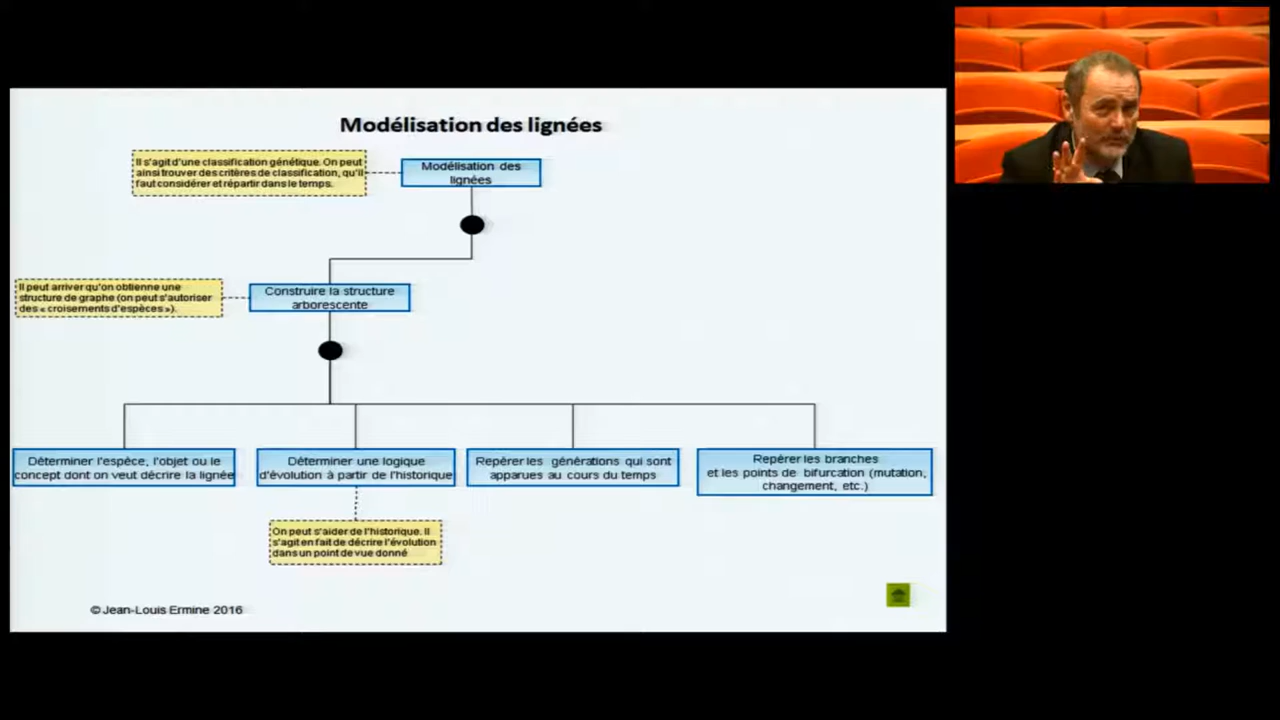 Modélisation des lignées
Il s'agit d'une classification génétique. On peut
ainsi trouver des critères de classification, qu'il
faut considérer et répartir dans le temps.
Modélisation des
lignées
Il peut arriver qu'on obtienne une
structure de graphe (on peut s'autoriser
des « croisements d'espèces »).
Construire la structure
arborescente
Déterminer l'espèce, l'objet ou le
concept dont on veut décrire la lignée
Déterminer une logique
d'évolution à partir de l'historique
Repérer les générations qui sont
apparues au cours du temps
Repérer les branches
et les points de bifurcation (mutation,
changement, etc.)
On peut s'aider de l'historique. Il
s'agit en fait de décrire l'évolution
dans un point de vue donné
© Jean-Louis Ermine 2016